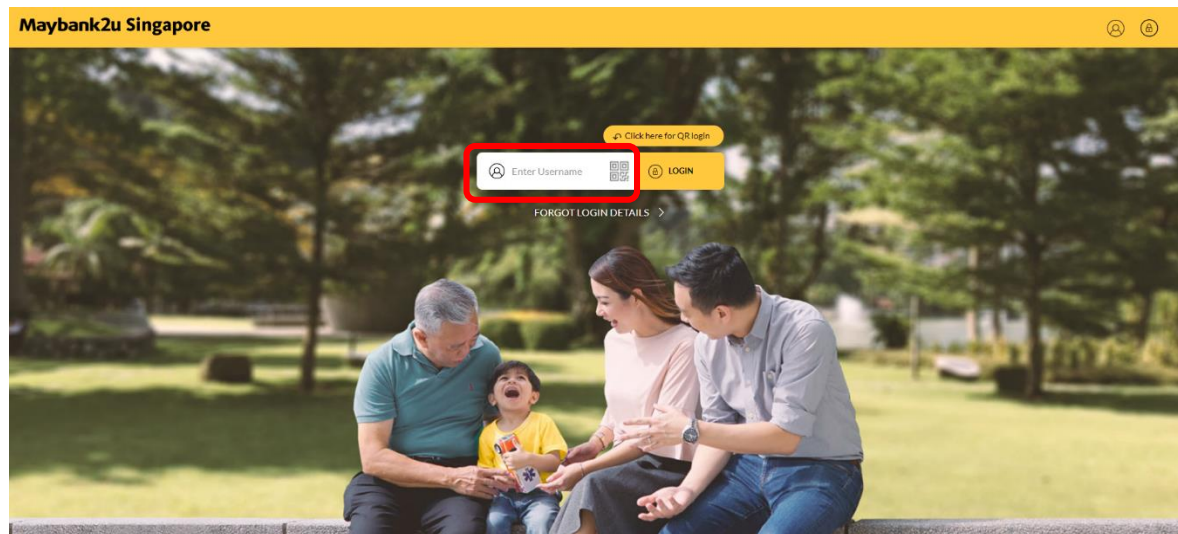 Maybank2u Singapore
Click here for QR login
Enter Username
LOGIN
FORGOT LOGIN DETAILS >